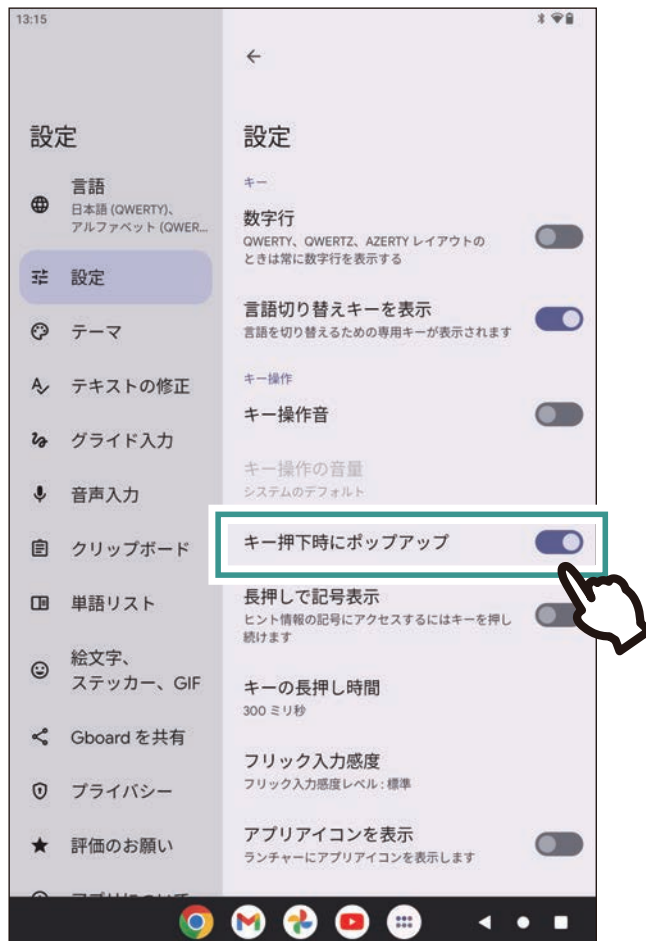 13:15
設定
言語
日本語 (QWERTY)、
アルファベット (QWER...
設定
テーマ
テキストの修正
グライド入力
音声入力
クリップボード
単語リスト
絵文字、
ステッカー、GIF
Gboard を共有
プライバシー
評価のお願い
設定
キー
数字行
QWERTY、QWERTZ、AZERTY レイアウトの
ときは常に数字行を表示する
言語切り替えキーを表示
言語を切り替えるための専用キーが表示されます
キー操作
キー操作音
キー操作の音量
システムのデフォルト
キー押下時にポップアップ
長押しで記号表示
ヒント情報の記号にアクセスするにはキーを押し
続けます
キーの長押し時間
300 ミリ秒
フリック入力感度
フリック入力感度レベル : 標準
アプリアイコンを表示
ランチャーにアプリアイコンを表示します